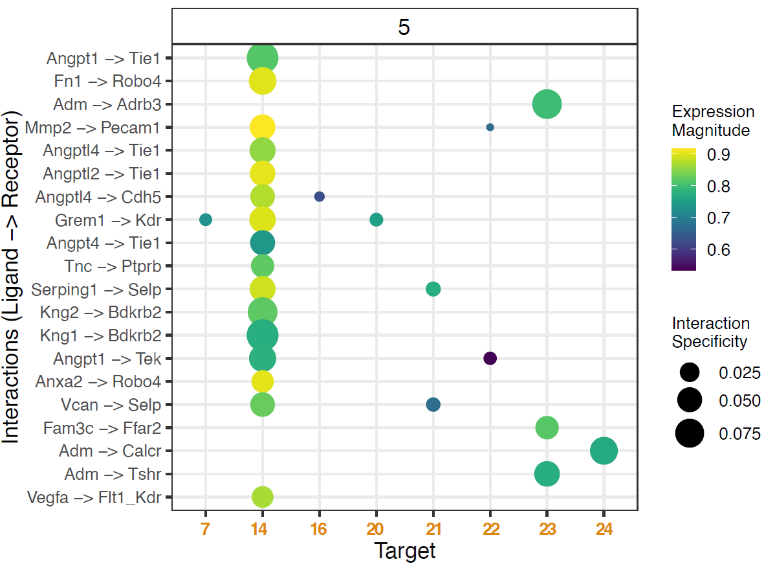 5
Interactions (Ligand −> Receptor)
Angpt1 −> Tie1
Fn1 −> Robo4
Adm −> Adrb3
Mmp2 −> Pecam1
Angptl4 −> Tie1
Angptl2 −> Tie1
Angptl4 −> Cdh5
Grem1 −> Kdr
Angpt4 −> Tie1
Tnc −> Ptprb
Serping1 −> Selp
Kng2 −> Bdkrb2
Kng1 −> Bdkrb2
Angpt1 −> Tek
Anxa2 −> Robo4
Vcan −> Selp
Fam3c −> Ffar2
Adm −> Calcr
Adm −> Tshr
Vegfa −> Flt1_Kdr
7 14 16 20 21 22 23 24
Target
Expression
Magnitude
0.9
0.8
0.7
0.6
Interaction
Specificity
0.025
0.050
0.075